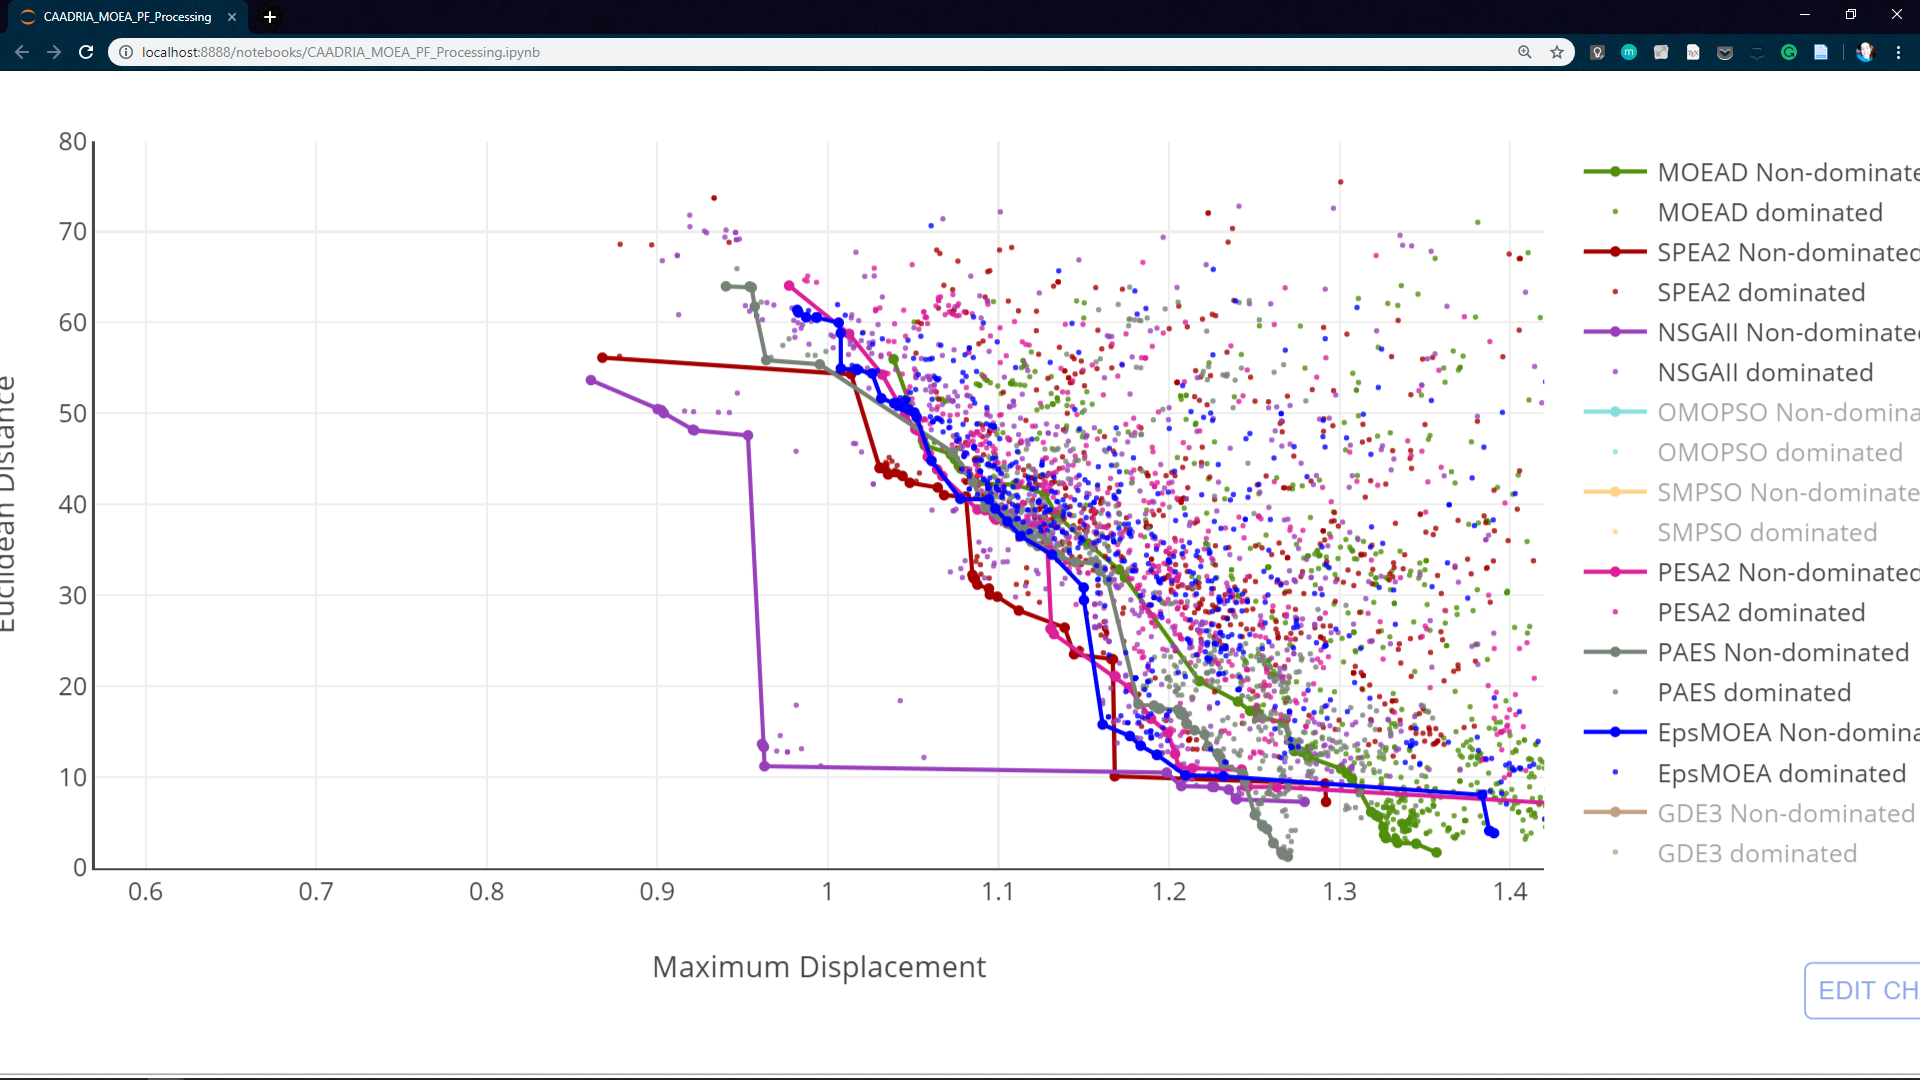 CAADRIA_MOEA_PF_Processing
localhost:8888/notebooks/CAADRIA_MOEA_PF_Processing.ipynb
80
70
60
50
40
30
20
10
0
Euclidean Distance
0.6
0.7
0.8
0.9
1
1.1
1.2
1.3
1.4
Maximum Displacement
MOEAD Non-dominate
MOEAD dominated
SPEA2 Non-dominated
SPEA2 dominated
NSGAII Non-dominated
NSGAII dominated
OMOPSO Non-domina
OMOPSO dominated
SMPSO Non-dominate
SMPSO dominated
PESA2 Non-dominated
PESA2 dominated
PAES Non-dominated
PAES dominated
EpsMOEA Non-domina
EpsMOEA dominated
GDE3 Non-dominated
GDE3 dominated
EDIT CH